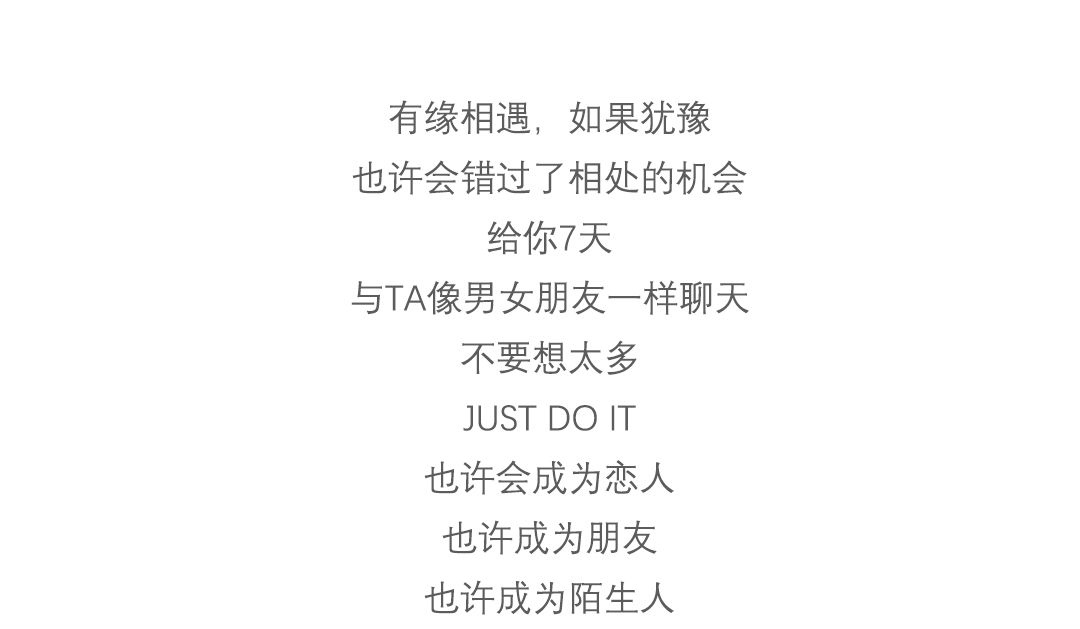 有缘相遇，如果犹豫
也许会错过了相处的机会
给你7天
与TA像男女朋友一样聊天
不要想太多
JUST DO IT
也许会成为恋人
也许成为朋友
也许成为陌生人